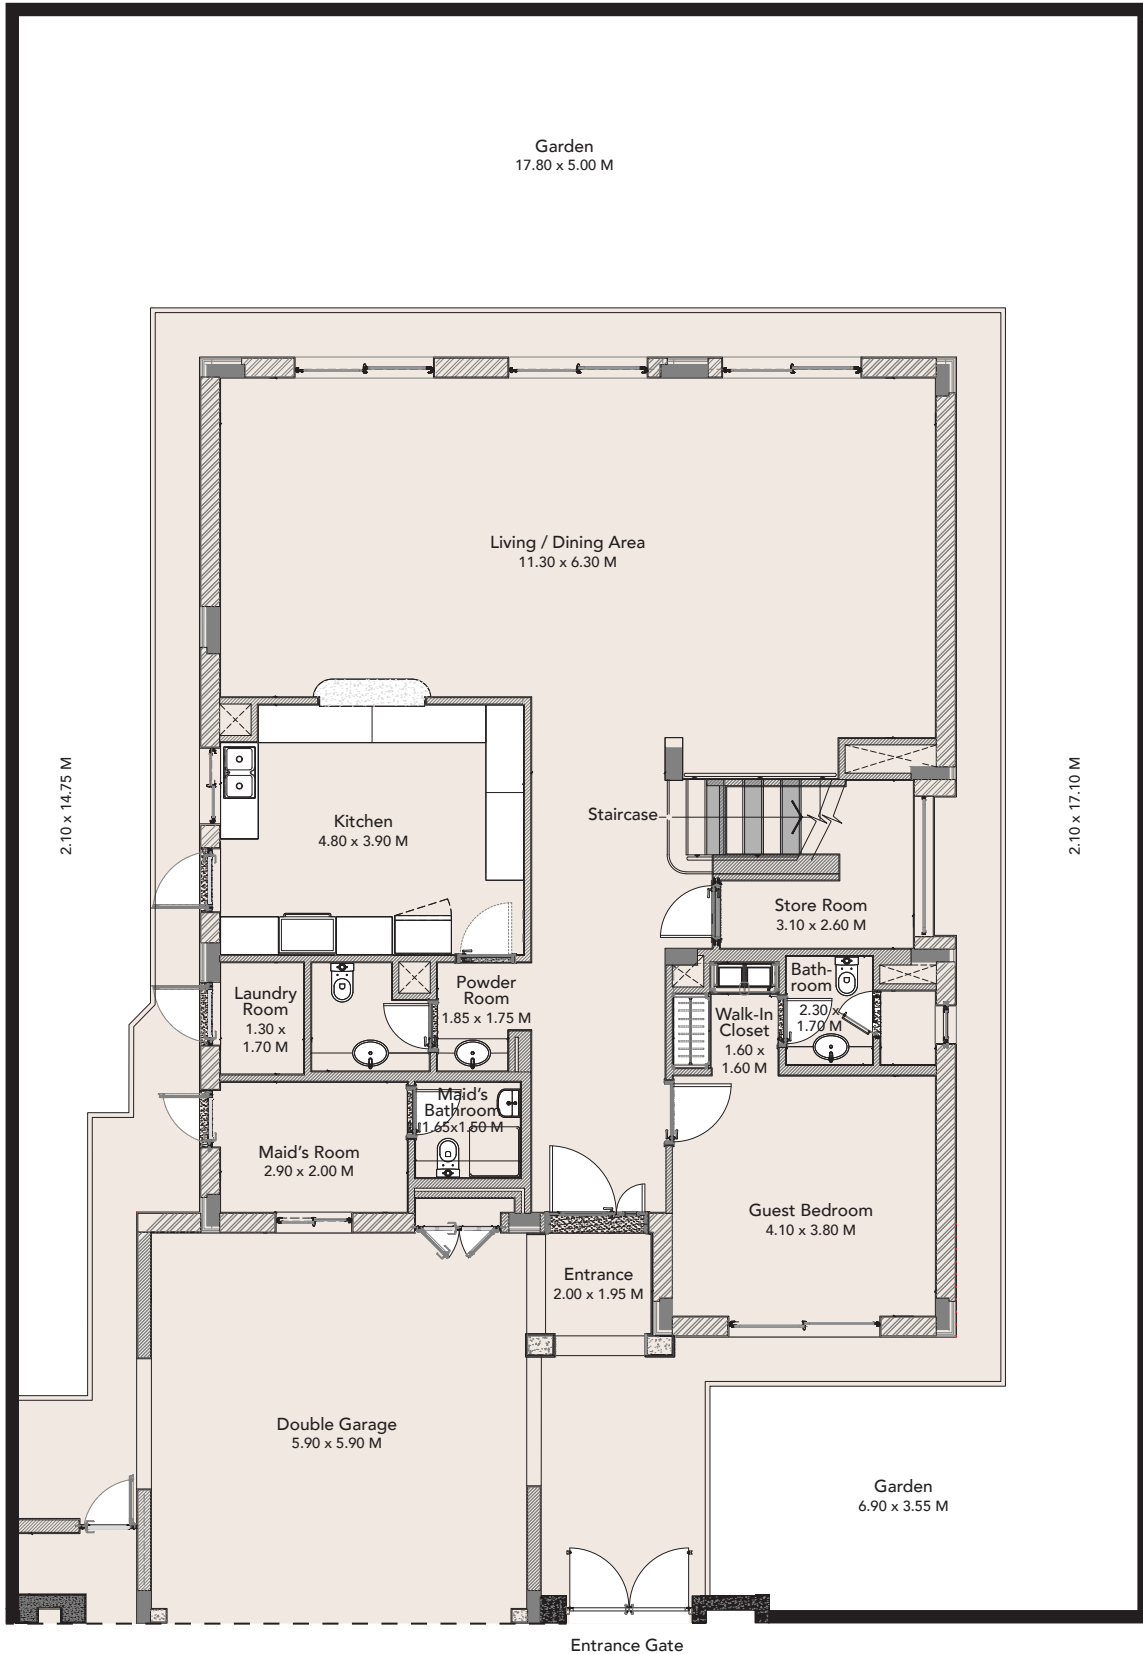 Garden
17.80 x 5.00 M
Living / Dining Area
11.30 x 6.30 M
2.10 x 14.75 M
2.10 x 17.10 M
Kitchen
4.80 x 3.90 M
Staircase
Store Room
3.10 x 2.60 M
Laundry
Room
1.30 x
1.70 M
Powder
Room
1.85 x 1.75 M
Walk-In
Closet
1.60 x
1.60 M
Bath-
room
2.30 x
1.70 M
Maid's
Bathroom
1.65x1.50 M
Maid's Room
2.90 x 2.00 M
Guest Bedroom
4.10 x 3.80 M
Entrance
2.00 x 1.95 M
Double Garage
5.90 x 5.90 M
Garden
6.90 x 3.55 M
Entrance Gate